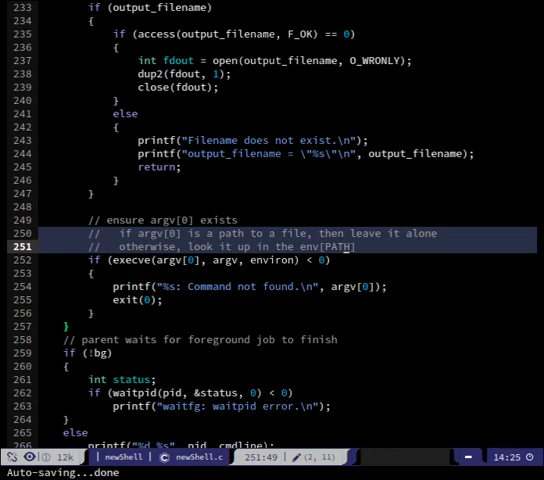 233 if (output_filename)
234 {
235 if (access(output_filename, F_OK) == 0)
236 {
237 int fdout = open(output_filename, O_WRONLY);
238 dup2(fdout, 1);
239 close(fdout);
240 }
241 else
242 {
243 printf("Filename does not exist.\n");
244 printf("output_filename = \"%s\"\n", output_filename);
245 return;
246 }
247 }
248
249 // ensure argv[0] exists
250 // if argv[0] is a path to a file, then leave it alone
251 // otherwise, look it up in the env[PATH]
252 if (execve(argv[0], argv, environ) < 0)
253 {
254 printf("%s: Command not found.\n", argv[0]);
255 exit(0);
256 }
257 }
258 // parent waits for foreground job to finish
259 if (!bg)
260 {
261 int status;
262 if (waitpid(pid, &status, 0) < 0)
263 printf("waitfg: waitpid error.\n");
264 }
265 else
266 printf("%d %s", pid, cmdline);
12k | newShell | newShell.c 251:49 (2, 11) 14:25
Auto-saving...done